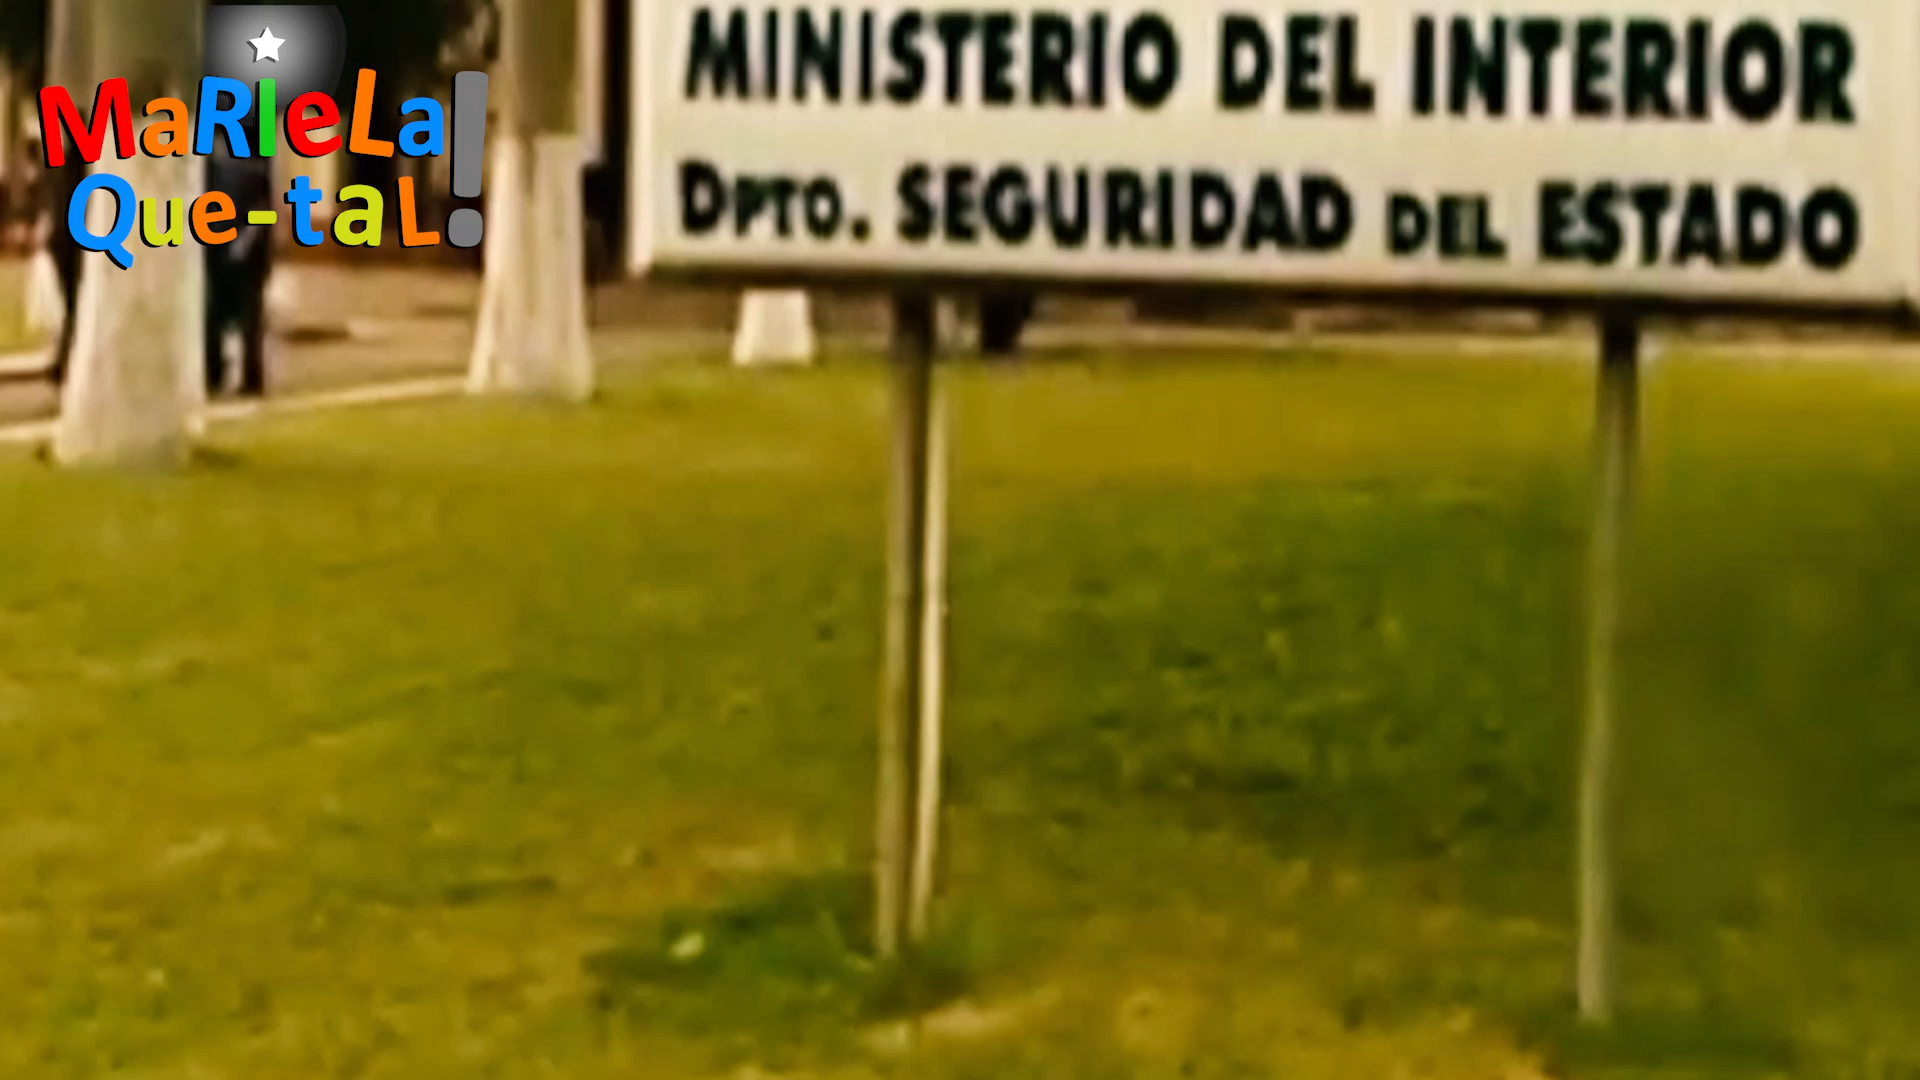 MaRIeLa!
Que-taL
MINISTERIO DEL INTERIOR
DPTO. SEGURIDAD DEL ESTADO